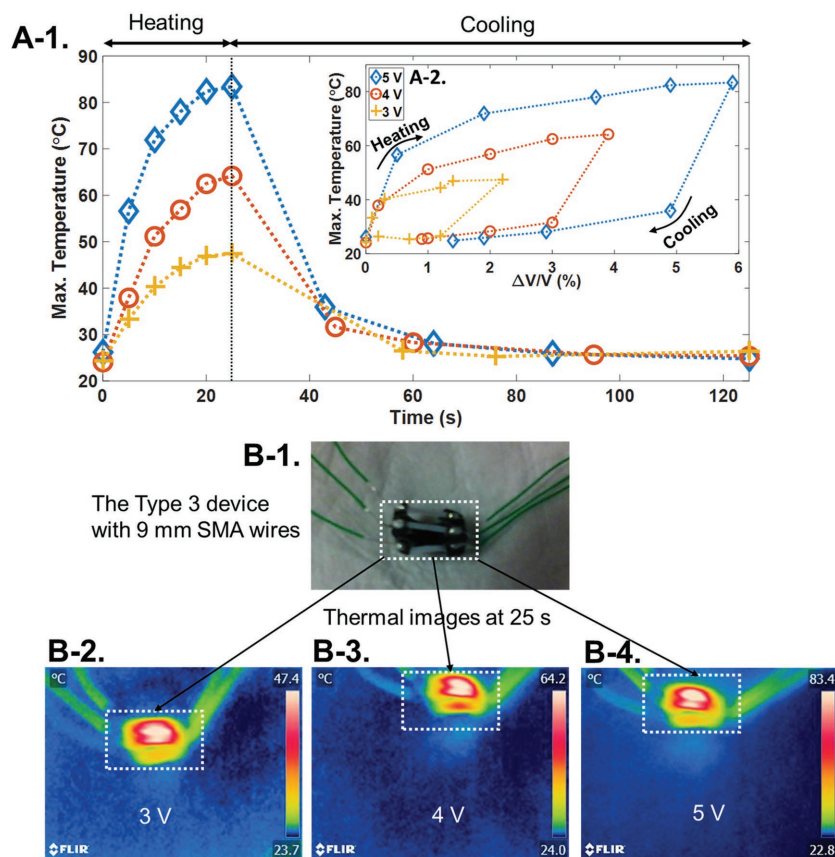 Heating Cooling
A-1.
90
80
70
60
50
40
30
20
Max. Temperature (°C)
0 20 40 60 80 100 120
Time (s)
A-2.
5 V
4 V
3 V
80
60
40
20
Max. Temperature (°C)
Heating
Cooling
0 1 2 3 4 5 6
ΔV/V (%)
B-1.
The Type 3 device
with 9 mm SMA wires
Thermal images at 25 s
B-2.
ºC 47.4
3 V
FLIR 23.7
B-3.
ºC 64.2
4 V
FLIR 24.0
B-4.
ºC 83.4
5 V
FLIR 22.8